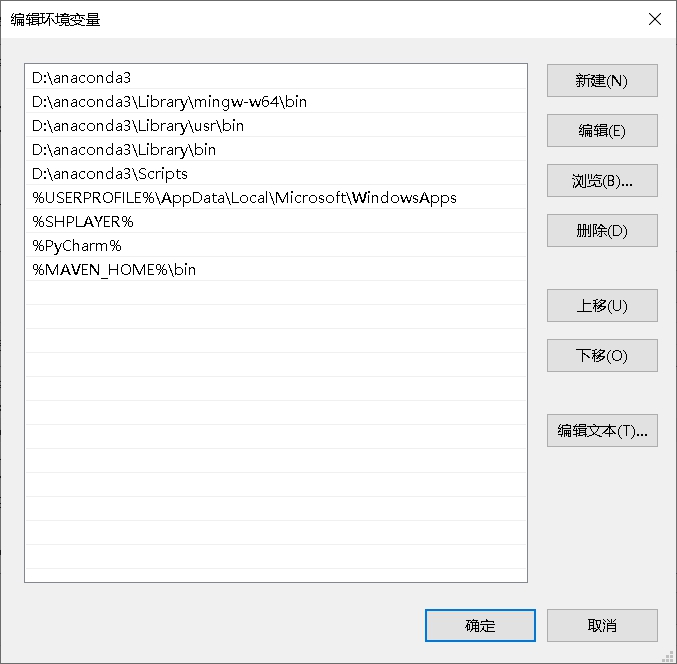 编辑环境变量
D:\anaconda3
D:\anaconda3\Library\mingw-w64\bin
D:\anaconda3\Library\usr\bin
D:\anaconda3\Library\bin
D:\anaconda3\Scripts
%USERPROFILE%\AppData\Local\Microsoft\WindowsApps
%SHPLAYER%
%PyCharm%
%MAVEN_HOME%\bin
新建(N)
编辑(E)
浏览(B)...
删除(D)
上移(U)
下移(O)
编辑文本(T)...
确定
取消